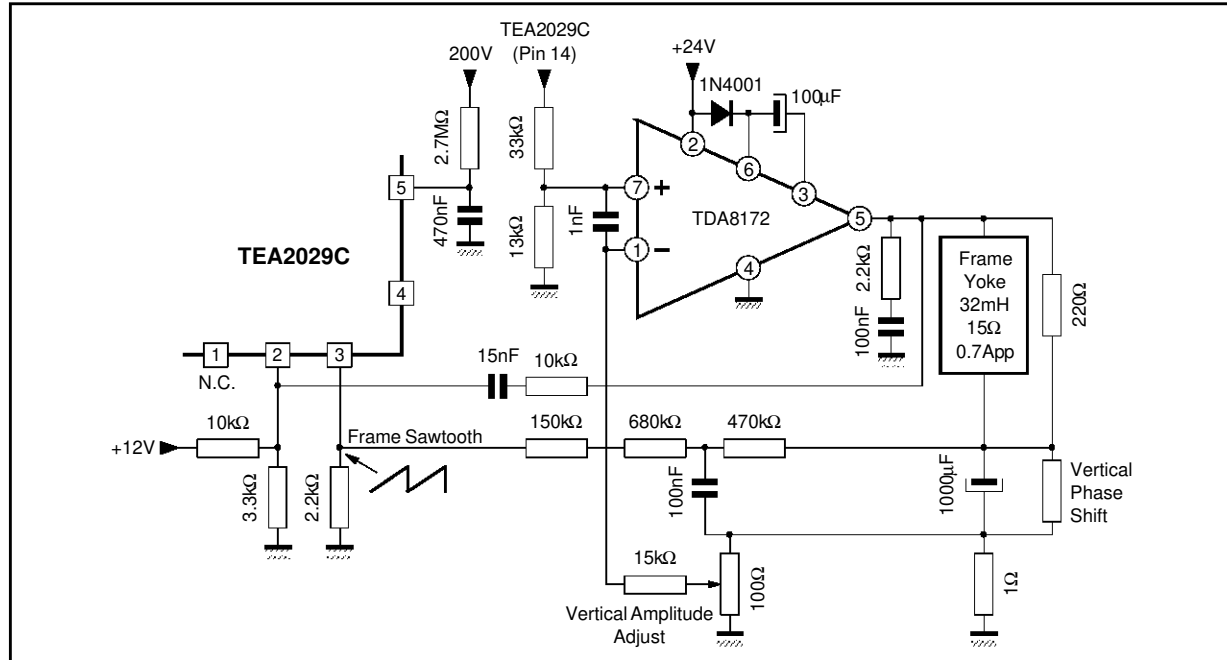 TEA2029C
(Pin 14)
200V
+24V
1N4001
100µF
2.7MΩ
33kΩ
2
6
3
5
7
+
470nF
13kΩ
1nF
TDA8172
5
1
−
TEA2029C
4
4
2.2kΩ
Frame
Yoke
32mH
15Ω
0.7App
220Ω
100nF
1
2
3
N.C.
15nF
10kΩ
10kΩ
+12V
Frame Sawtooth
150kΩ
680kΩ
470kΩ
3.3kΩ
2.2kΩ
100nF
1000µF
Vertical
Phase
Shift
15kΩ
100Ω
1Ω
Vertical Amplitude
Adjust